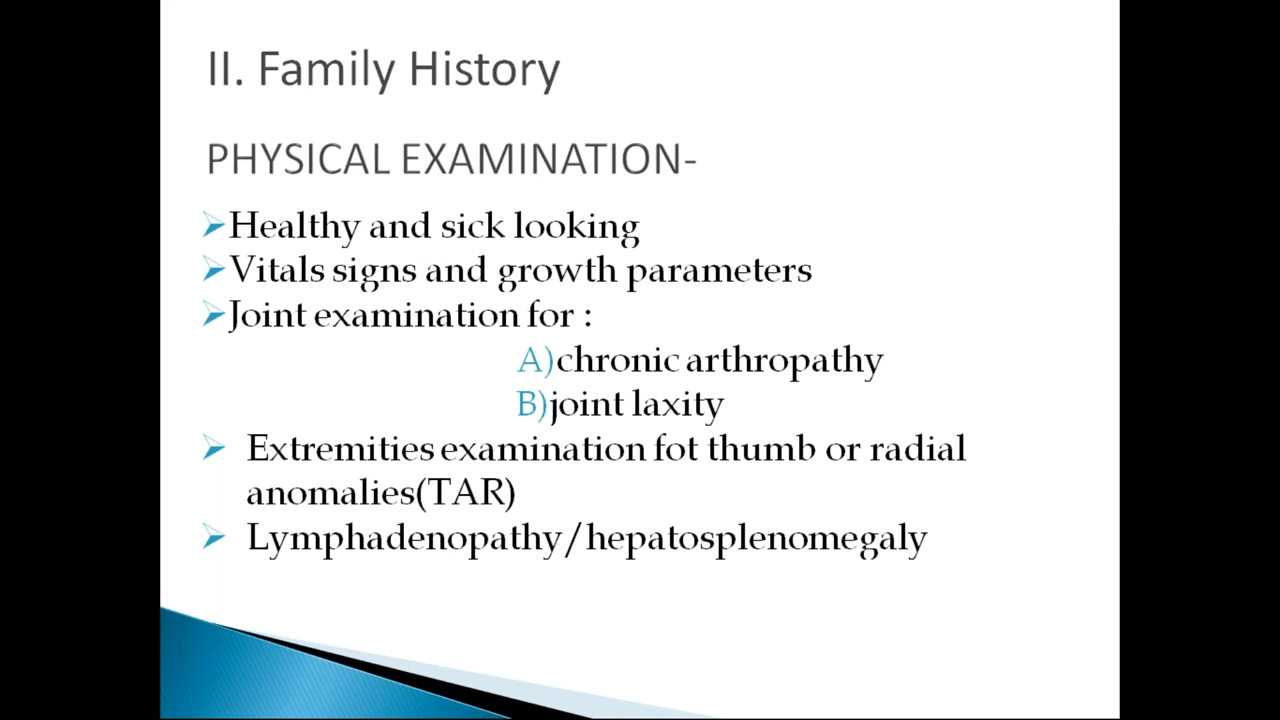 II. Family History
PHYSICAL EXAMINATION-
Healthy and sick looking
Vitals signs and growth parameters
Joint examination for :
A)chronic arthropathy
B)joint laxity
Extremities examination fot thumb or radial
anomalies(TAR)
Lymphadenopathy/hepatosplenomegaly